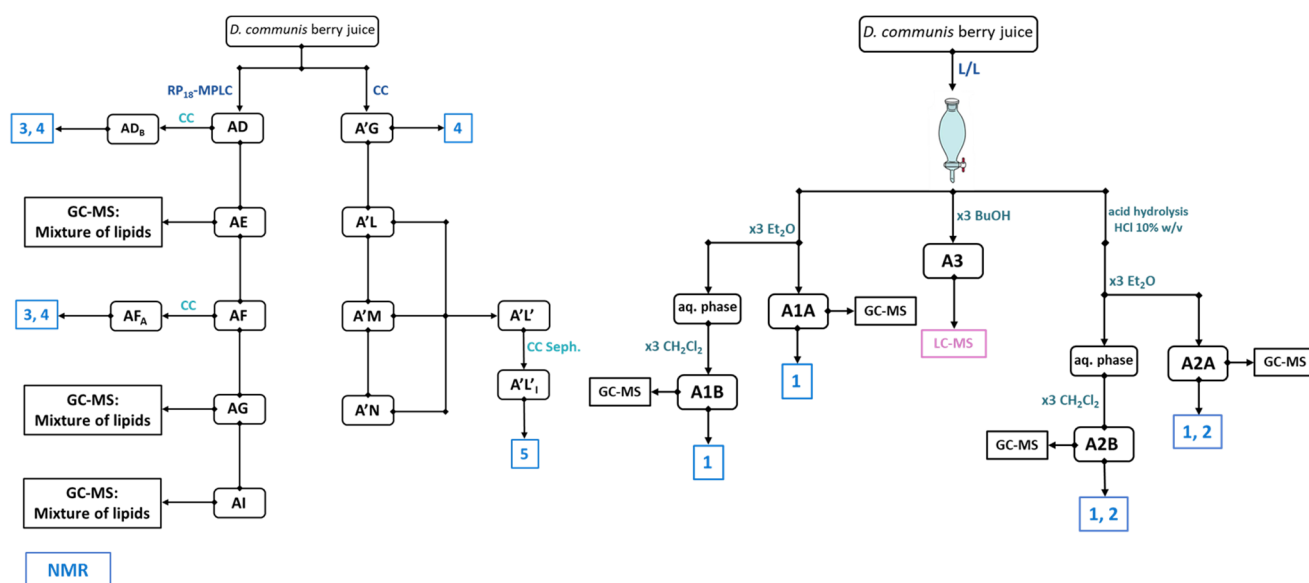 D. communis berry juice
RP18-MPLC
CC
3, 4
ADB
CC
AD
A'G
4
GC-MS:
Mixture of lipids
AE
A'L
3, 4
AFA
CC
AF
A'M
A'L'
CC Seph.
GC-MS:
Mixture of lipids
AG
A'N
A'L'I
5
GC-MS:
Mixture of lipids
AI
NMR
D. communis berry juice
L/L
x3 Et2O
x3 BuOH
acid hydrolysis
HCl 10% w/v
A3
x3 Et2O
aq. phase
A1A
GC-MS
LC-MS
x3 CH2Cl2
1
GC-MS
A1B
1
aq. phase
A2A
GC-MS
x3 CH2Cl2
1, 2
GC-MS
A2B
1, 2